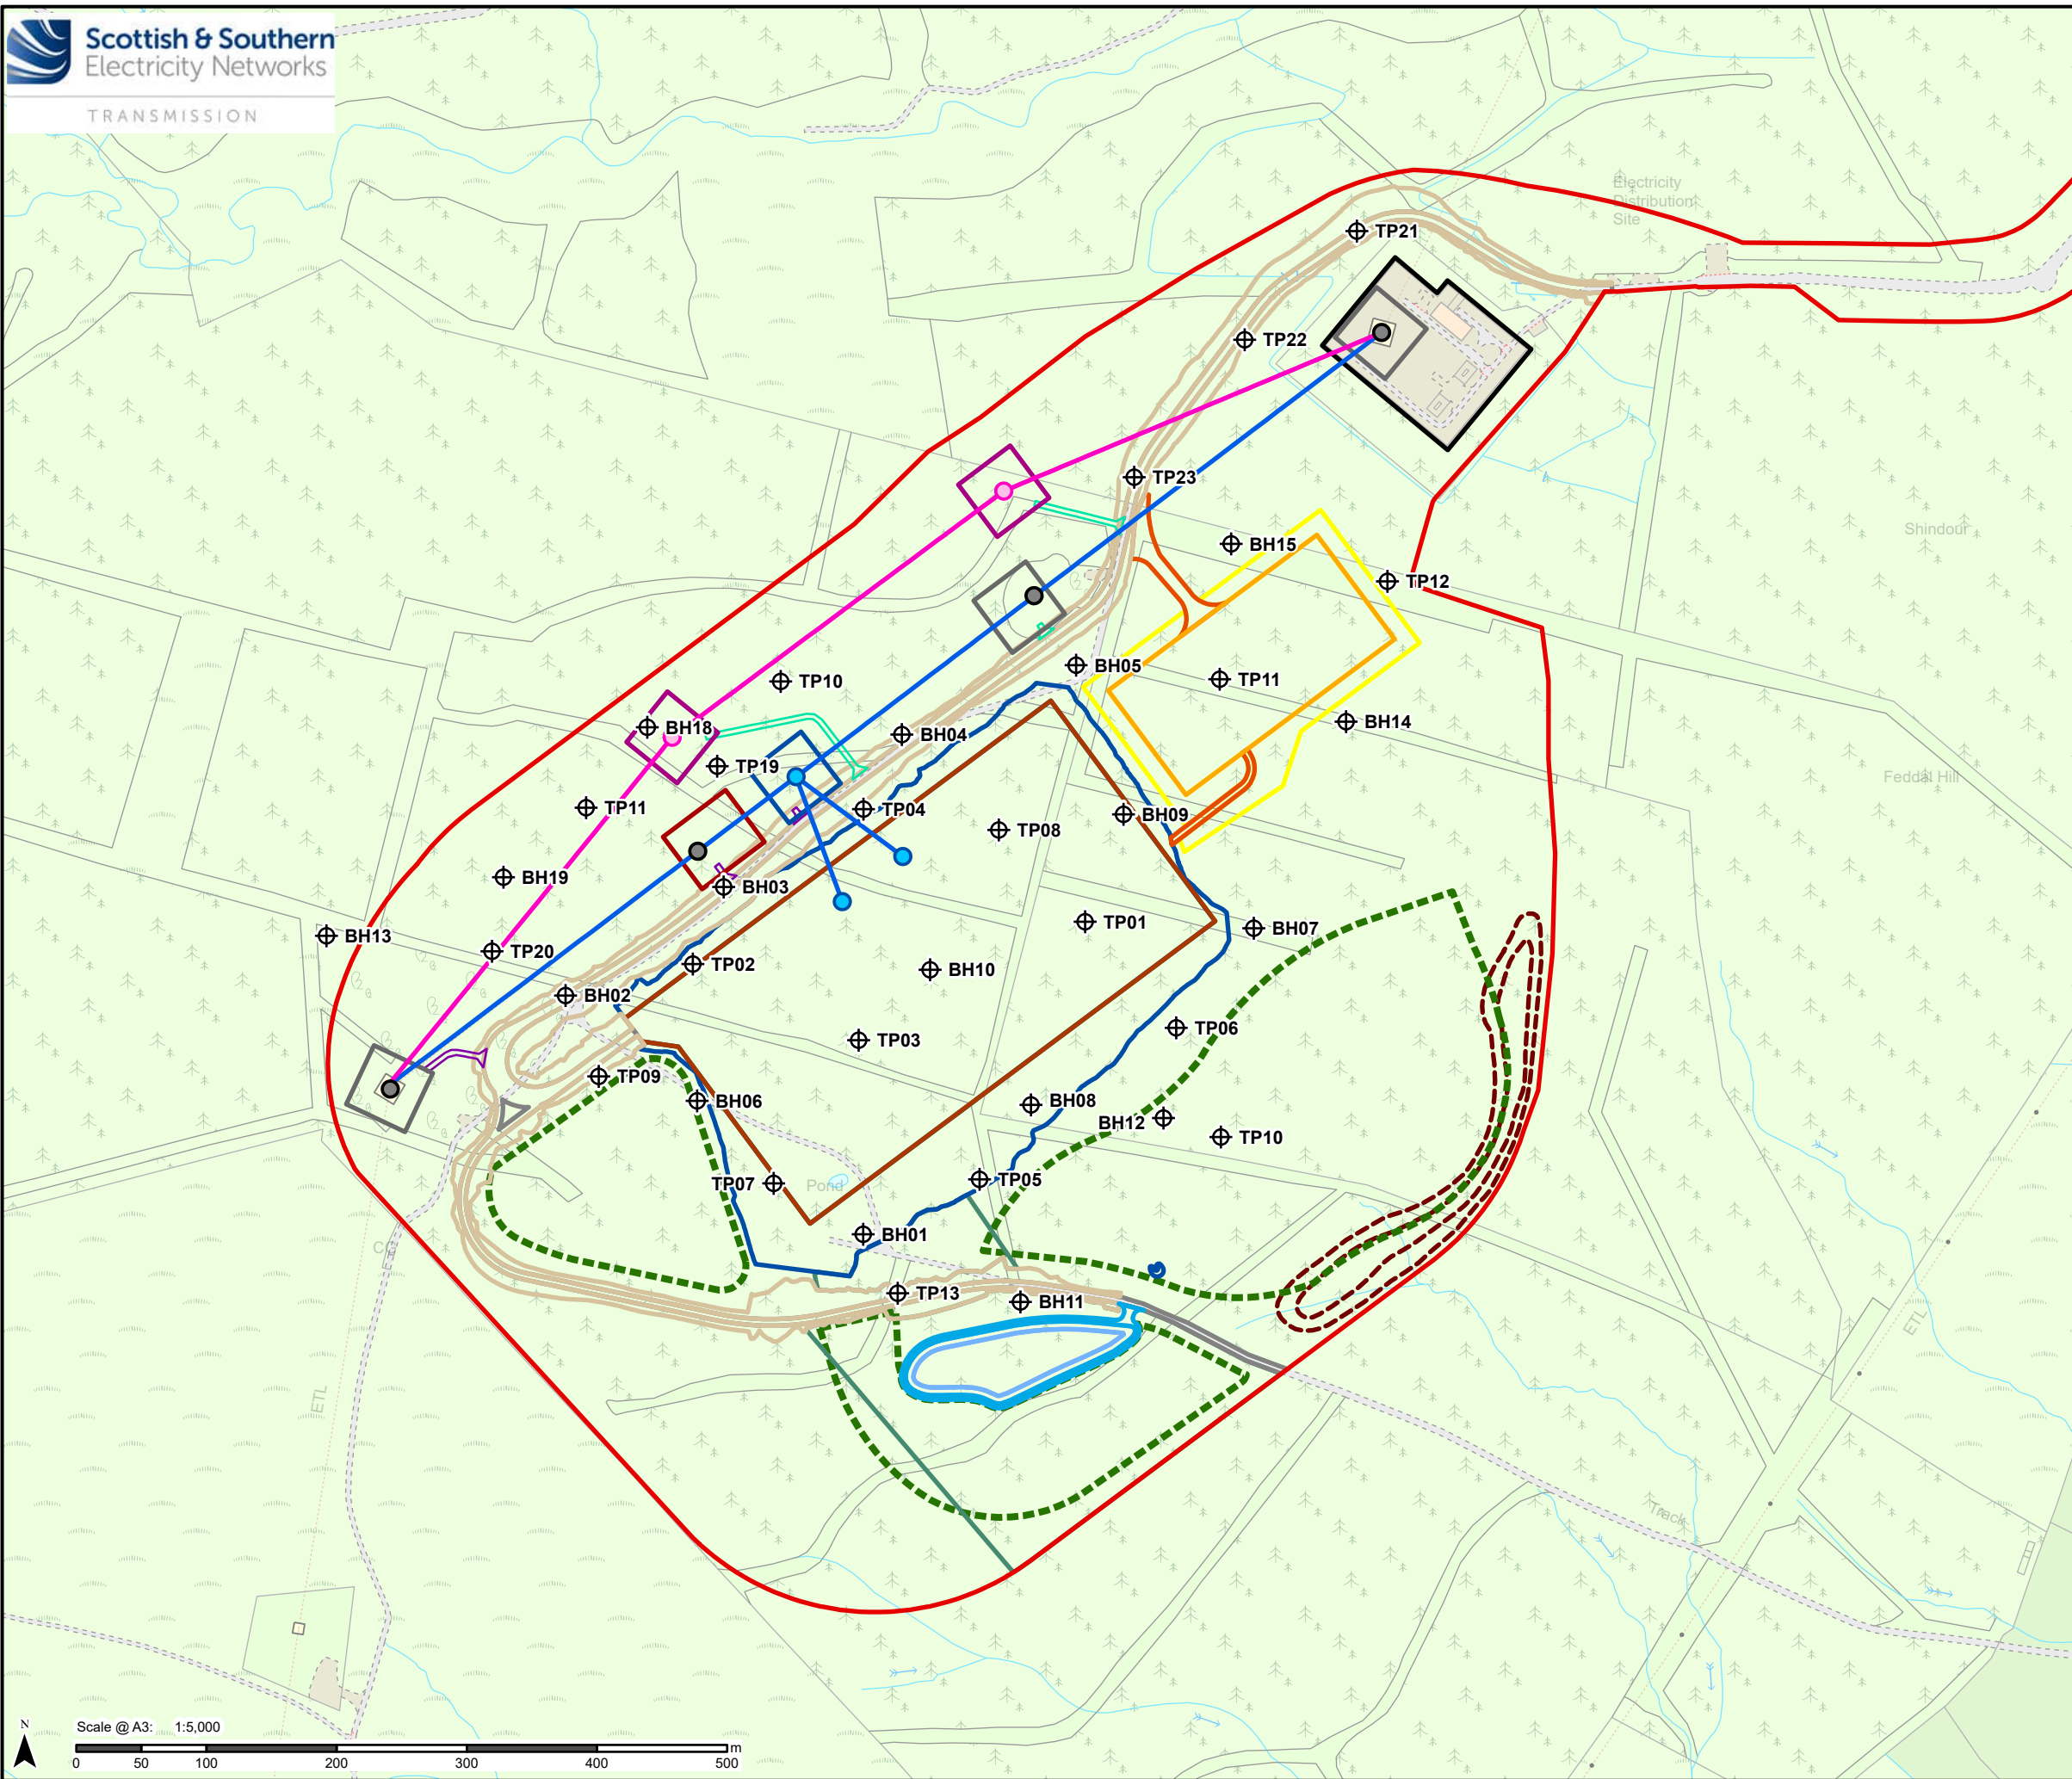 Scottish & Southern
Electricity Networks
TRANSMISSION
Electricity
Distribution
Site
TP21
TP22
TP23
Shindour
BH15
TP12
BH05
TP11
TP10
BH14
BH18
BH04
TP19
Feddal Hill
TP11
TP04
BH09
TP08
BH19
BH03
TP01
BH07
BH13
TP20
TP02
BH10
BH02
TP06
TP03
TP09
BH06
BH08
BH12
TP10
TP07
Pond
TP05
BH01
CG
TP13
BH11
ETL
ETL
Track
N
Scale @ A3: 1:5,000
m
0 50 100 200 300 400 500